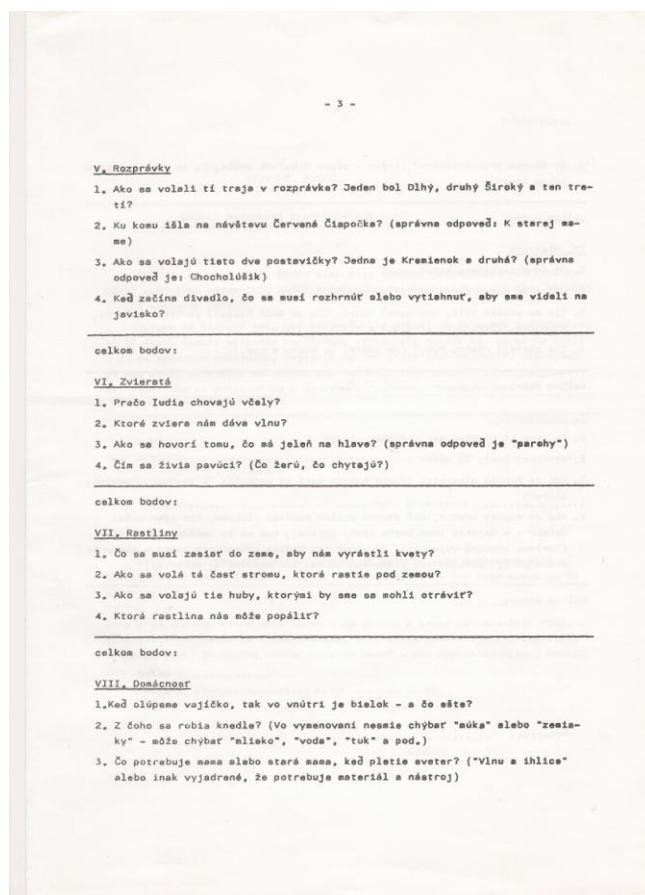 - 3 -
V. Rozprávky
1. Ako sa volali tí traja v rozprávke? Jeden bol Dlhý, druhý Široký a ten tre-
tí?
2. Ku komu išla na návštevu Červená Čiapočka? (správna odpoveď: K starej ma-
me)
3. Ako sa volajú tieto dve postavičky? Jedna je Kremienok a druhá? (správna
odpoveď je: Chocholúšik)
4. Keď začína divadlo, čo sa musí rozhrnúť alebo vytiahnuť, aby sme videli na
javisko?
celkom bodov:
VI. Zvieratá
1. Prečo ľudia chovajú včely?
2. Ktoré zviera nám dáva vlnu?
3. Ako sa hovorí tomu, čo má jeleň na hlave? (správna odpoveď je "parohy")
4. Čím sa živia pavúci? (Čo žerú, čo chytajú?)
celkom bodov:
VII. Rastliny
1. Čo sa musí zasiať do zeme, aby nám vyrástli kvety?
2. Ako sa volá tá časť stromu, ktorá rastie pod zemou?
3. Ako sa volajú tie huby, ktorými by sme sa mohli otráviť?
4. Ktorá rastlina nás môže popáliť?
celkom bodov:
VIII. Domácnosť
1.Keď olúpeme vajíčko, tak vo vnútri je bielok - a čo ešte?
2. Z čoho sa robia knedle? (Vo vymenovaní nesmie chýbať "múka" alebo "zemia-
ky" - môže chýbať "mlieko", "voda", "tuk" a pod.)
3. Čo potrebuje mama alebo stará mama, keď pletie sveter? ("Vlnu a ihlice"
alebo inak vyjadrené, že potrebuje materiál a nástroj)